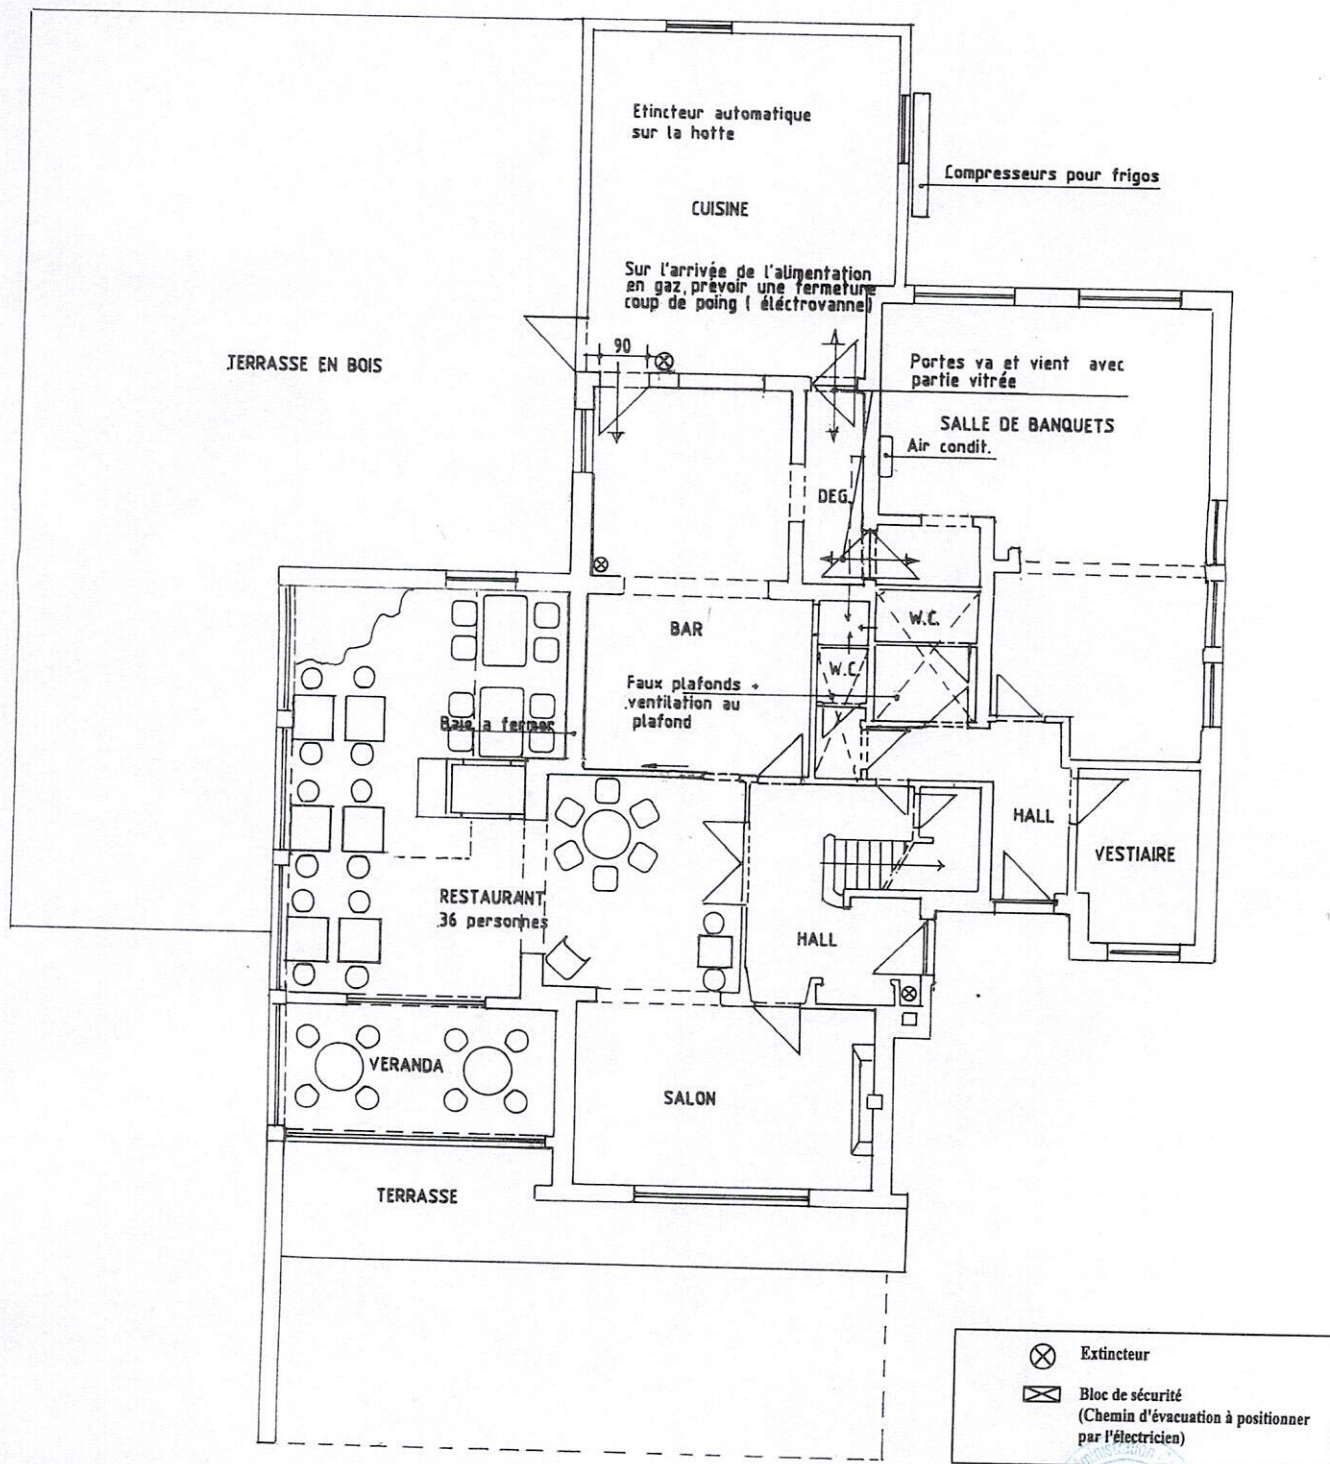 Etincteur automatique
sur la hotte
Compresseurs pour frigos
CUISINE
Sur l'arrivée de l'alimentation
en gaz, prévoir une fermeture
coup de poing ( éléctrovanne)
90
TERRASSE EN BOIS
Portes va et vient avec
partie vitrée
SALLE DE BANQUETS
Air condit.
DEG.
BAR
W.C.
W.C.
Faux plafonds +
ventilation au
plafond
Baie a fermer
HALL
VESTIAIRE
RESTAURANT
36 personnes
HALL
VERANDA
SALON
TERRASSE
Extincteur
Bloc de sécurité
(Chemin d'évacuation à positionner
par l'électricien)